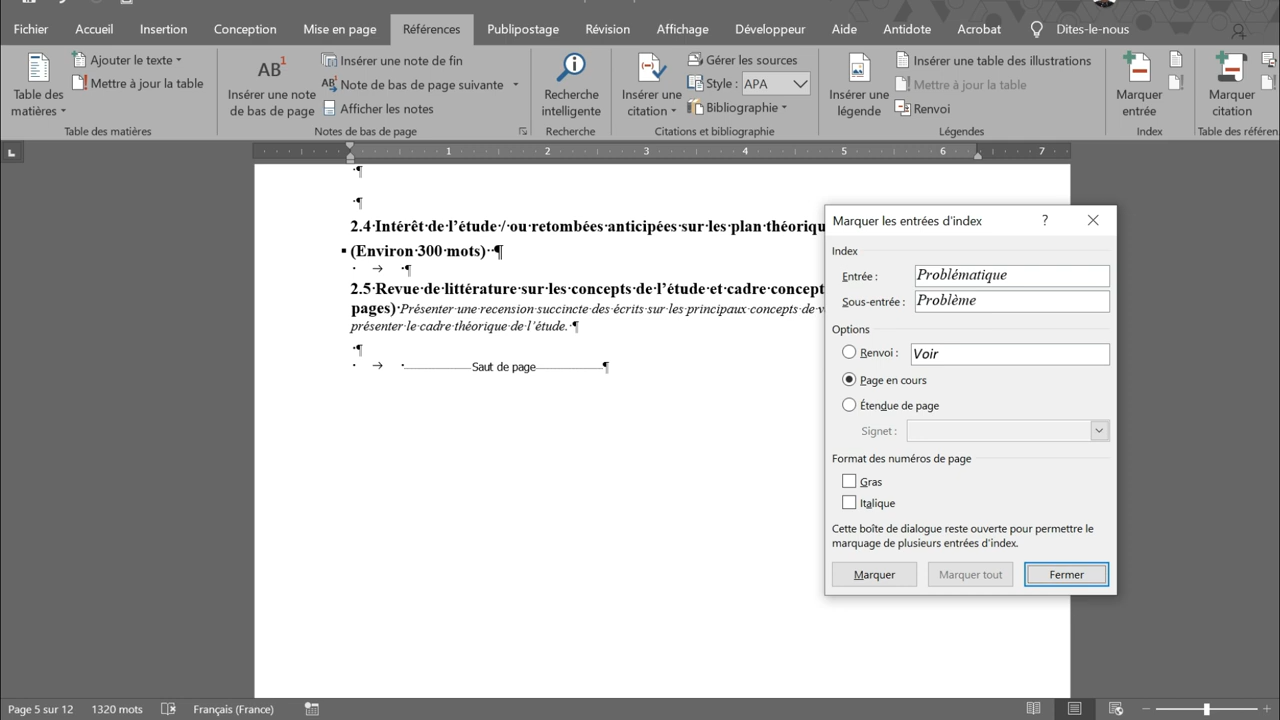 Fichier Accueil Insertion Conception Mise en page Références Publipostage Révision Affichage Développeur Aide Antidote Acrobat Dites-le-nous
Table des matières
Ajouter le texte
Mettre à jour la table
Table des matières
AB¹
Insérer une note de bas de page
Insérer une note de fin
AB Note de bas de page suivante
Afficher les notes
Notes de bas de page
Recherche intelligente
Recherche
Insérer une citation
Gérer les sources
Style : APA
Bibliographie
Citations et bibliographie
Insérer une légende
Insérer une table des illustrations
Mettre à jour la table
Renvoi
Légendes
Marquer entrée
Index
Marquer citation
Table des référen
1 2 3 4 5 6 7
2.4·Intérêt·de·l’étude·/·ou·retombées·anticipées·sur·les·plan·théoriqu
(Environ·300·mots)··¶
2.5·Revue·de·littérature·sur·les·concepts·de·l’étude·et·cadre·concept
pages)·Présenter·une·recension·succincte·des·écrits·sur·les·principaux·concepts·de·v
présenter·le·cadre·théorique·de·l’étude.·¶
Saut de page
Marquer les entrées d’index ?
Index
Entrée : Problématique
Sous-entrée : Problème
Options
Renvoi : Voir
Page en cours
Étendue de page
Signet :
Format des numéros de page
Gras
Italique
Cette boîte de dialogue reste ouverte pour permettre le
marquage de plusieurs entrées d’index.
Marquer Marquer tout Fermer
Page 5 sur 12 1320 mots Français (France)